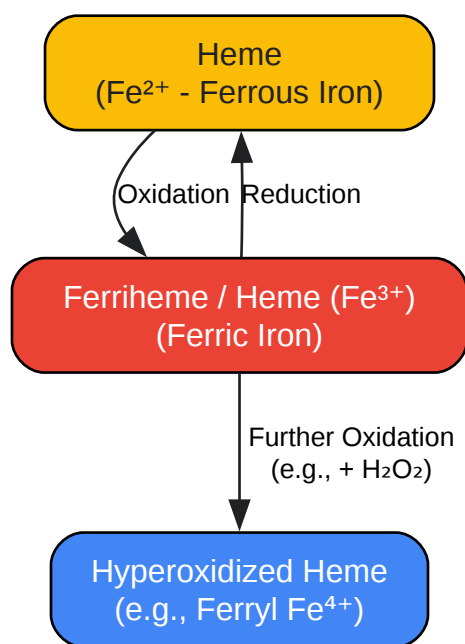 Heme
(Fe²⁺ - Ferrous Iron)
Oxidation
Reduction
Ferriheme / Heme (Fe³⁺)
(Ferric Iron)
Further Oxidation
(e.g., + H₂O₂)
Hyperoxidized Heme
(e.g., Ferryl Fe⁴⁺)